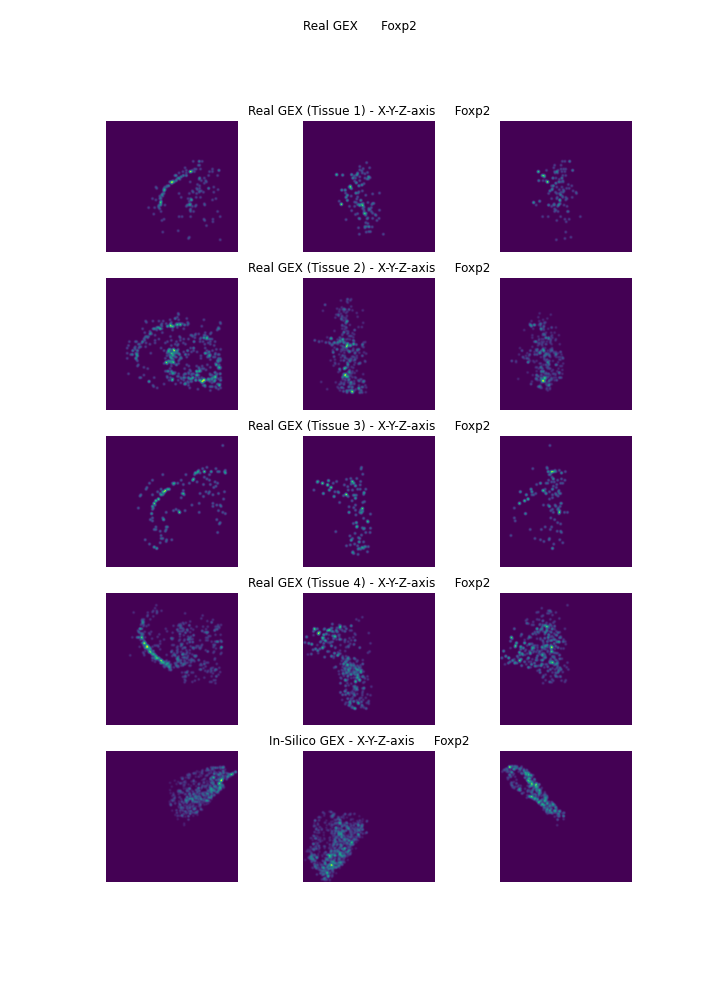 Real GEX Foxp2
Real GEX (Tissue 1) - X-Y-Z-axis Foxp2
Real GEX (Tissue 2) - X-Y-Z-axis Foxp2
Real GEX (Tissue 3) - X-Y-Z-axis Foxp2
Real GEX (Tissue 4) - X-Y-Z-axis Foxp2
In-Silico GEX - X-Y-Z-axis Foxp2